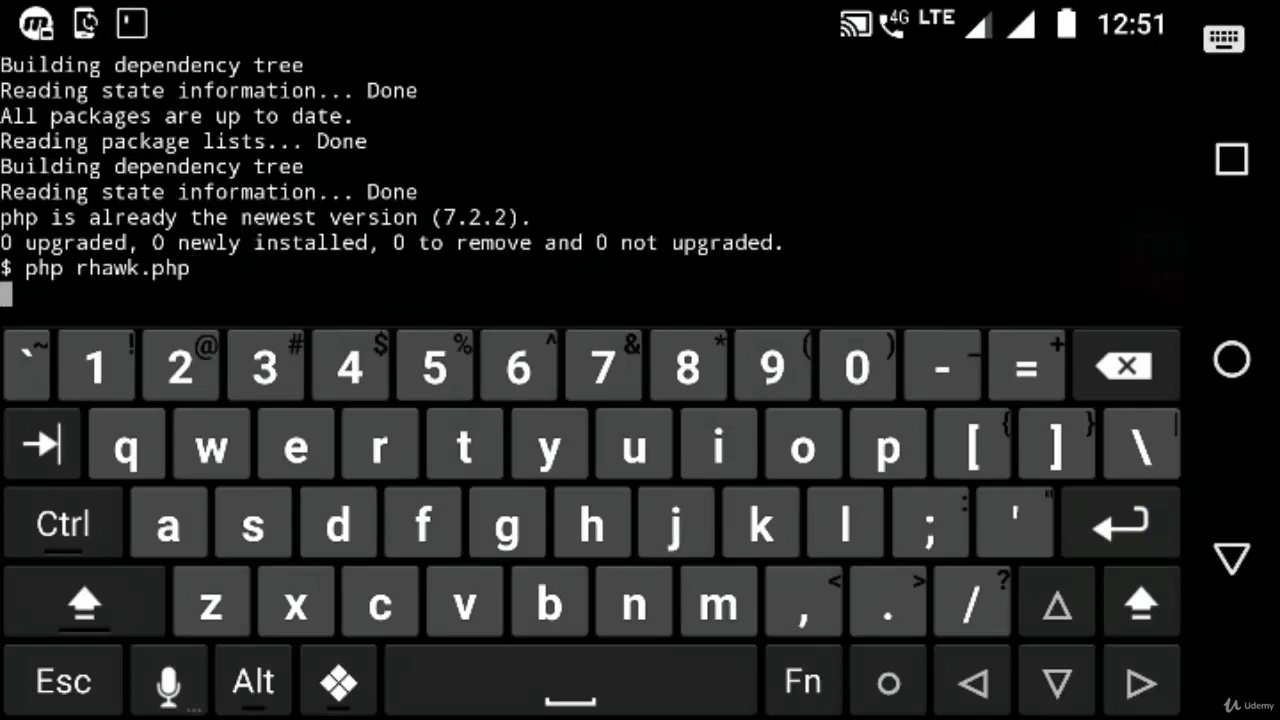 4G LTE 12:51
Building dependency tree
Reading state information... Done
All packages are up to date.
Reading package lists... Done
Building dependency tree
Reading state information... Done
php is already the newest version (7.2.2).
0 upgraded, 0 newly installed, 0 to remove and 0 not upgraded.
$ php rhawk.php
` ~ 1 ! 2 @ 3 # 4 $ 5 % 6 ^ 7 & 8 * 9 ( 0 ) - _ = +
q w e r t y u i o p [ { ] } \ |
Ctrl a s d f g h j k l ; : ' "
z x c v b n m , < . > / ?
Esc ... Alt Fn
Udemy